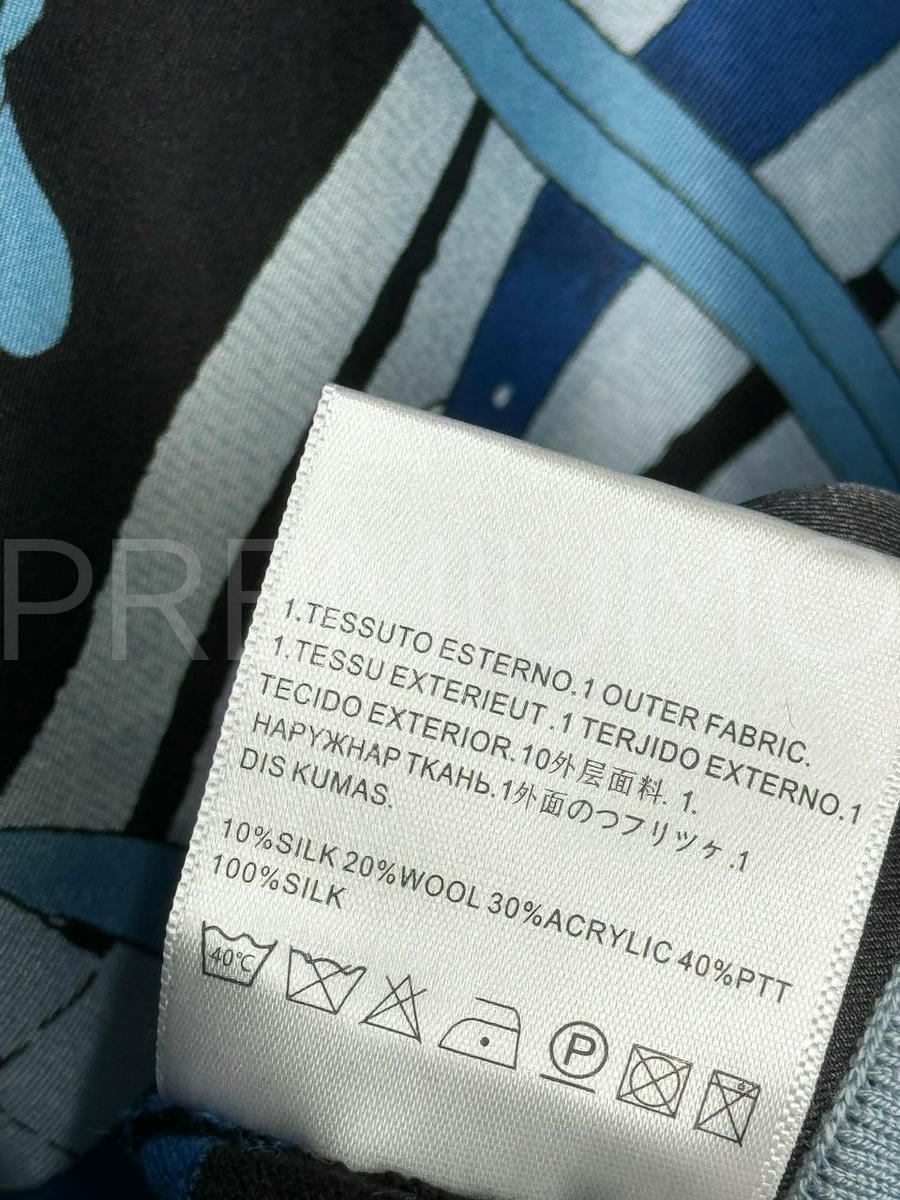 1.TESSUTO ESTERNO.1 OUTER FABRIC.
1.TESSU EXTERIEUT .1 TERJIDO EXTERNO.1
TECIDO EXTERIOR.10外层面料. 1.
НАРУЖНАР ТКАНЬ.1外面のつフリツヶ .1
DIS KUMAS.
10%SILK 20%WOOL 30%ACRYLIC 40%PTT
100%SILK
40℃
P